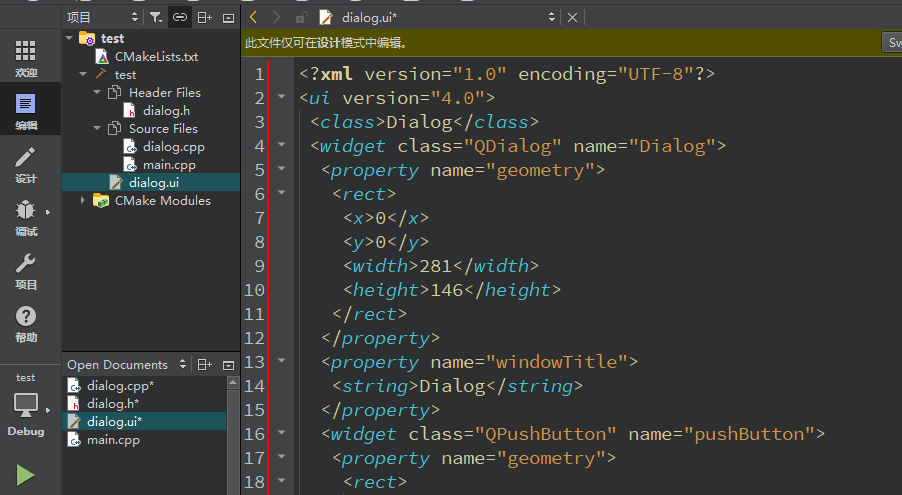 项目
dialog.ui*
此文件仅可在设计模式中编辑。
Sw
欢迎
编辑
设计
调试
项目
帮助
test
Debug
test
CMakeLists.txt
test
Header Files
dialog.h
Source Files
dialog.cpp
main.cpp
dialog.ui
CMake Modules
Open Documents
dialog.cpp*
dialog.h*
dialog.ui*
main.cpp
1 <?xml version="1.0" encoding="UTF-8"?>
2 <ui version="4.0">
3 <class>Dialog</class>
4 <widget class="QDialog" name="Dialog">
5 <property name="geometry">
6 <rect>
7 <x>0</x>
8 <y>0</y>
9 <width>281</width>
10 <height>146</height>
11 </rect>
12 </property>
13 <property name="windowTitle">
14 <string>Dialog</string>
15 </property>
16 <widget class="QPushButton" name="pushButton">
17 <property name="geometry">
18 <rect>